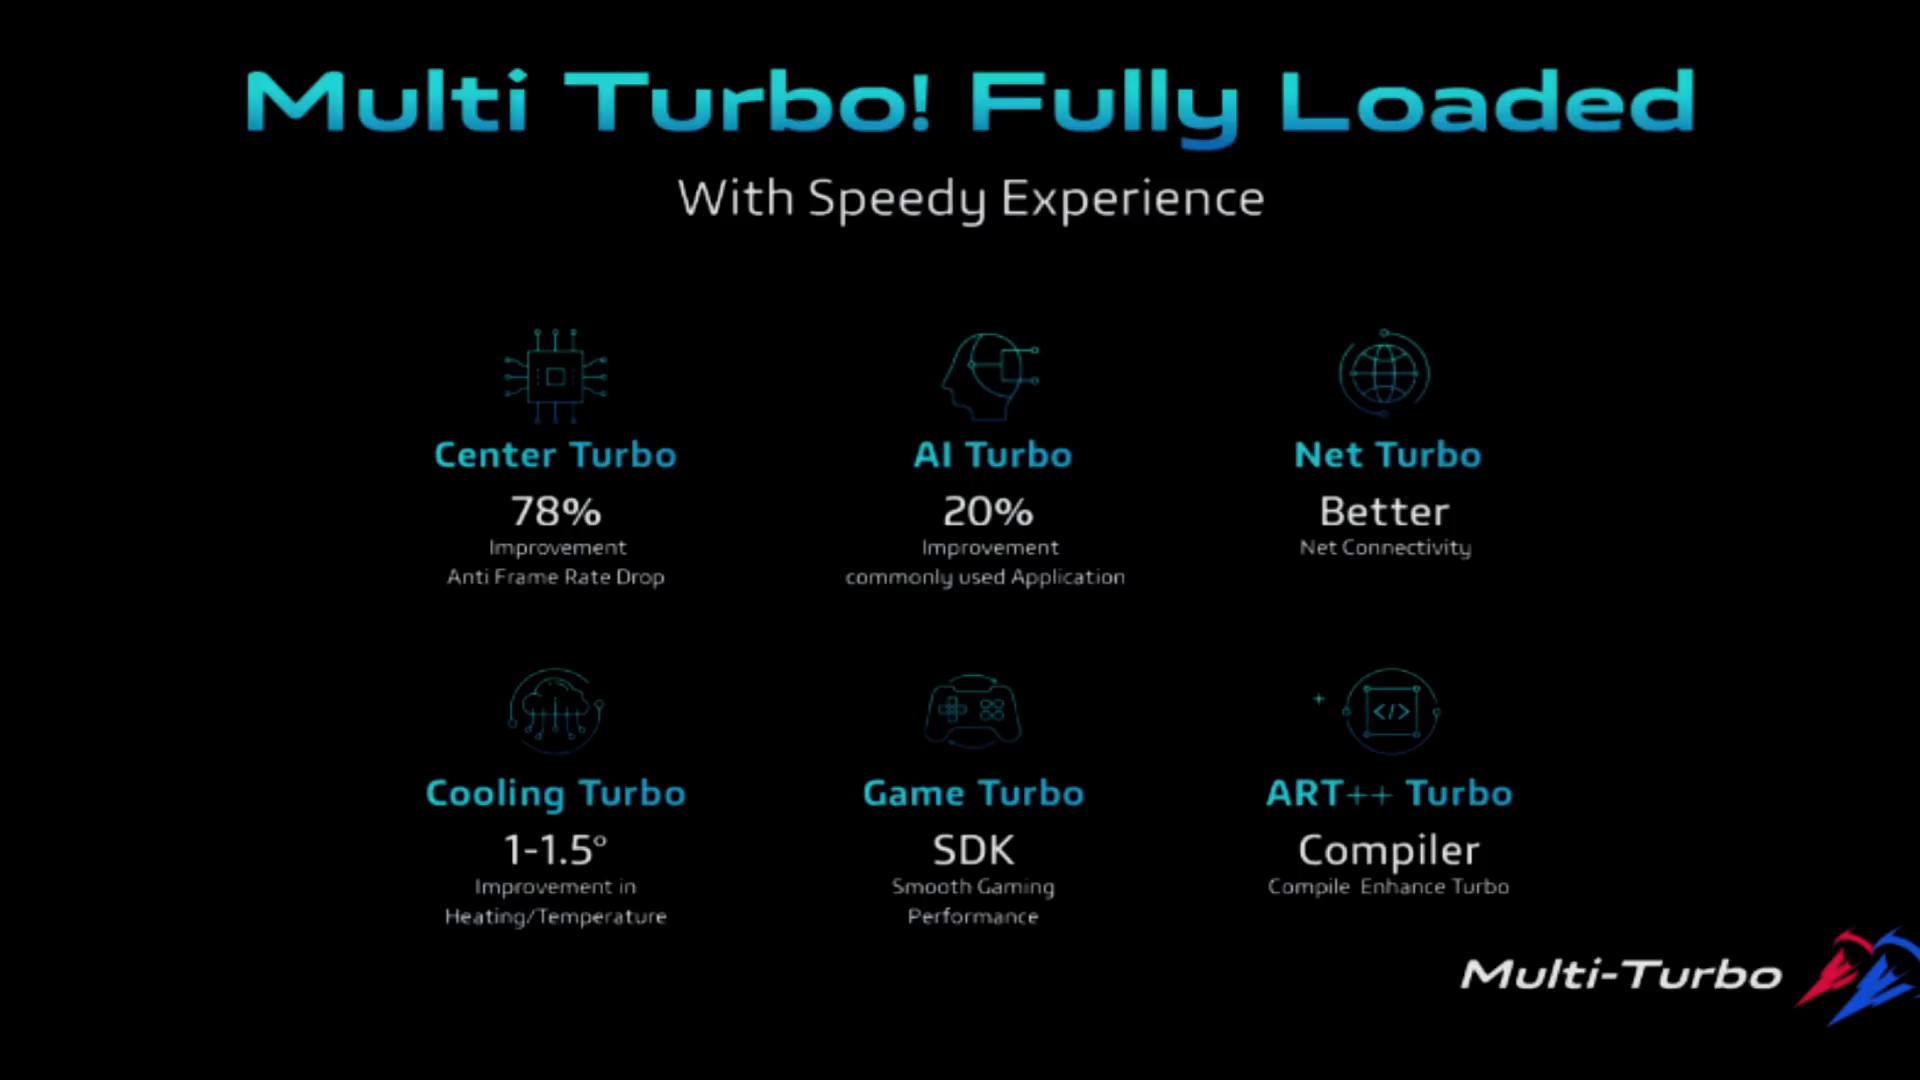 Multi Turbo! Fully Loaded
With Speedy Experience
Center Turbo
78%
Improvement
Anti Frame Rate Drop
AI Turbo
20%
Improvement
commonly used Application
Net Turbo
Better
Net Connectivity
Cooling Turbo
1-1.5°
Improvement in
Heating/Temperature
Game Turbo
SDK
Smooth Gaming
Performance
</>
ART++ Turbo
Compiler
Compile Enhance Turbo
Multi-Turbo